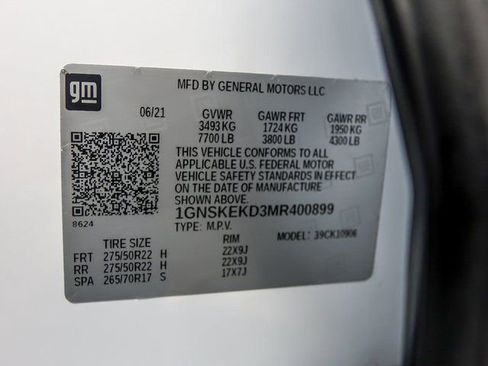 gm
MFD BY GENERAL MOTORS LLC
06/21 GVWR GAWR FRT GAWR RR
3493 KG 1724 KG 1950 KG
7700 LB 3800 LB 4300 LB
THIS VEHICLE CONFORMS TO ALL
APPLICABLE U.S. FEDERAL MOTOR
VEHICLE SAFETY STANDARDS IN EFFECT
ON THE DATE OF MANUFACTURE
SHOWN ABOVE.
1GNSKEKD3MR400899
8624 TYPE: M.P.V. MODEL: 39CK10906
TIRE SIZE RIM
FRT 275/50R22 H 22X9J
RR 275/50R22 H 22X9J
SPA 265/70R17 S 17X7J